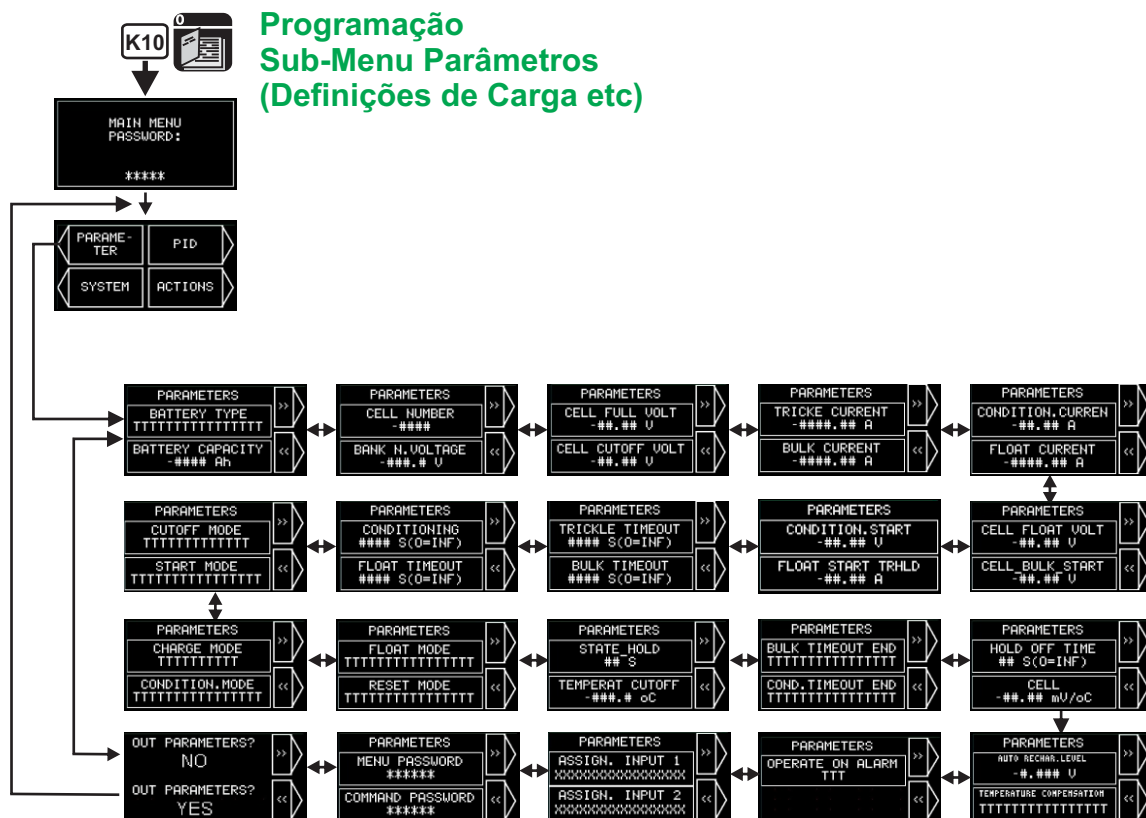 0
K10
Programação
Sub-Menu Parâmetros
(Definições de Carga etc)
MAIN MENU
PASSWORD:
*****
PARAME-
TER
PID
SYSTEM
ACTIONS
PARAMETERS
BATTERY TYPE
TTTTTTTTTTTTTTTT
>>
BATTERY CAPACITY
-#### Ah
<<
PARAMETERS
CELL NUMBER
-####
>>
BANK N.VOLTAGE
-###.# V
<<
PARAMETERS
CELL FULL VOLT
-##.## V
>>
CELL CUTOFF VOLT
-##.## V
<<
PARAMETERS
TRICKE CURRENT
-####.## A
>>
BULK CURRENT
-####.## A
<<
PARAMETERS
CONDITION.CURREN
-##.## A
>>
FLOAT CURRENT
-####.## A
<<
PARAMETERS
CUTOFF MODE
TTTTTTTTTTTTT
>>
START MODE
TTTTTTTTTTTTTTTT
<<
PARAMETERS
CONDITIONING
#### S(0=INF)
>>
FLOAT TIMEOUT
#### S(0=INF)
<<
PARAMETERS
TRICKLE TIMEOUT
#### S(0=INF)
>>
BULK TIMEOUT
#### S(0=INF)
<<
PARAMETERS
CONDITION.START
-##.## V
FLOAT START TRHLD
-##.## A
PARAMETERS
CELL FLOAT VOLT
-##.## V
>>
CELL_BULK_START
-##.## V
<<
PARAMETERS
CHARGE MODE
TTTTTTTTTT
>>
CONDITION.MODE
TTTTTTTTTTTTTTTT
<<
PARAMETERS
FLOAT MODE
TTTTTTTTTTTTTTTT
>>
RESET MODE
TTTTTTTTTTTTTTTT
<<
PARAMETERS
STATE_HOLD
## S
>>
TEMPERAT CUTOFF
-###.# oC
<<
PARAMETERS
BULK TIMEOUT END
TTTTTTTTTTTTTTTT
>>
COND.TIMEOUT END
TTTTTTTTTTTTTTTT
<<
PARAMETERS
HOLD OFF TIME
## S(0=INF)
>>
CELL
-##.## mV/oC
<<
OUT PARAMETERS?
NO
>>
OUT PARAMETERS?
YES
<<
PARAMETERS
MENU PASSWORD
******
>>
COMMAND PASSWORD
******
<<
PARAMETERS
ASSIGN. INPUT 1
XXXXXXXXXXXXXXXXX
>>
ASSIGN. INPUT 2
XXXXXXXXXXXXXXXXX
<<
PARAMETERS
OPERATE ON ALARM
TTT
>>
<<
PARAMETERS
AUTO RECHAR.LEVEL
-#.### V
>>
TEMPERATURE COMPENSATION
TTTTTTTTTTTTTTTT
<<